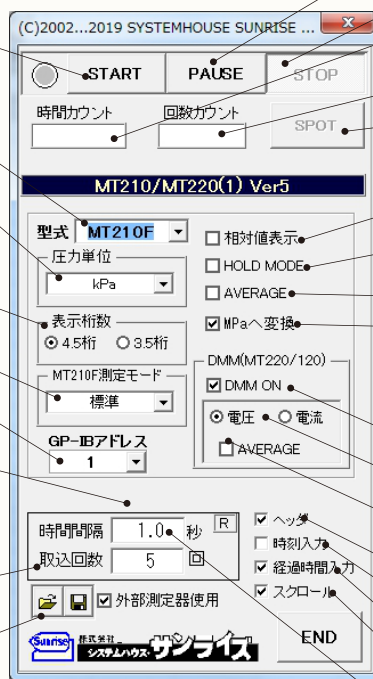 (C)2002...2019 SYSTEMHOUSE SUNRISE ...
START PAUSE STOP
時間カウント 回数カウント
SPOT
MT210/MT220(1) Ver5
型式 MT210F
相対値表示
圧力単位
kPa
HOLD MODE
AVERAGE
表示桁数
4.5桁 3.5桁
MPaへ変換
DMM(MT220/120)
MT210F測定モード
標準
DMM ON
電圧 電流
GP-IBアドレス
1
AVERAGE
時間間隔 1.0 秒 R
取込回数 5 回
ヘッダ
時刻入力
経過時間入力
スクロール
外部測定器使用
END
Sunrise 株式会社 システムハウス・サンライズ